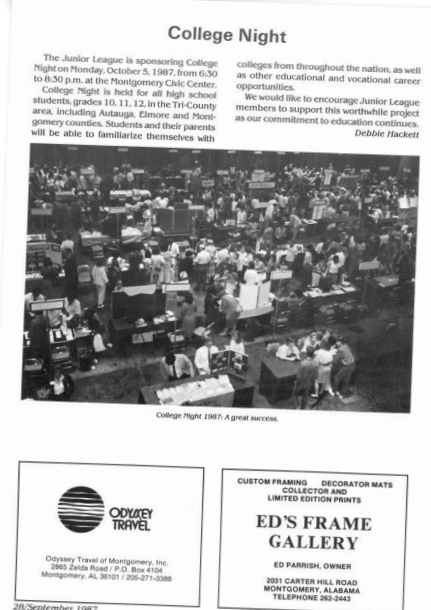 College Night
The Junior League is sponsoring College
Night on Monday, October 5, 1987, from 6:30
to 8:30 p.m. at the Montgomery Civic Center.
College Night is held for all high school
students, grades 10, 11, 12, in the Tri-County
area, including Autauga, Elmore and Mont-
gomery counties. Students and their parents
will be able to familiarize themselves with
colleges from throughout the nation, as well
as other educational and vocational career
opportunities.
We would like to encourage Junior League
members to support this worthwhile project
as our commitment to education continues.
Debbie Hackett
College Night 1987: A great success.
ODYSSEY
TRAVEL
Odyssey Travel of Montgomery, Inc.
2865 Zelda Road / P.O. Box 4104
Montgomery, AL 36101 / 205-271-3388
CUSTOM FRAMING DECORATOR MATS
COLLECTOR AND
LIMITED EDITION PRINTS
ED'S FRAME
GALLERY
ED PARRISH, OWNER
2031 CARTER HILL ROAD
MONTGOMERY, ALABAMA
TELEPHONE 262-2443
28/September 1987